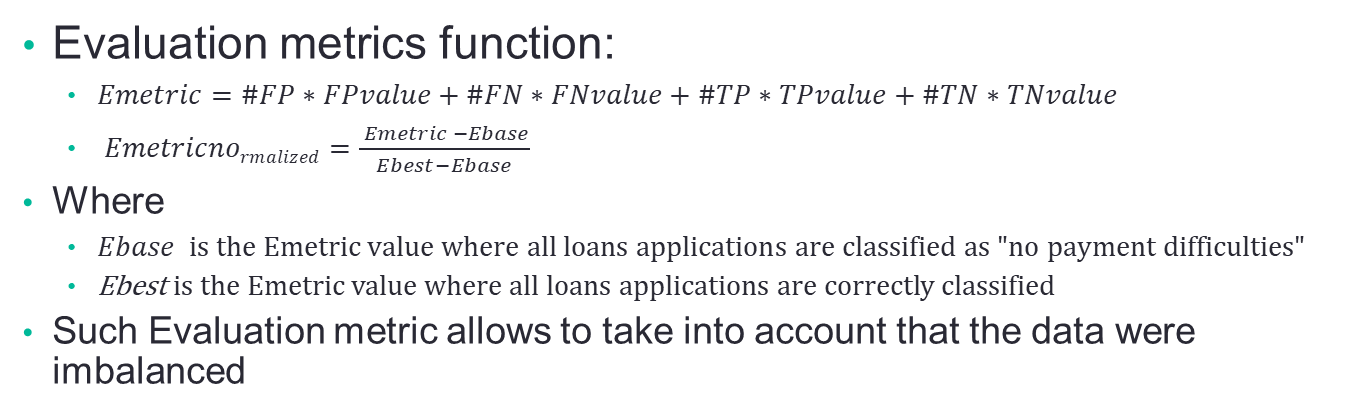 • Evaluation metrics function:
• Emetric = #FP * FPvalue + #FN * FNvalue + #TP * TPvalue + #TN * TNvalue
• Emetricno_rmalized = (Emetric −Ebase)/(Ebest−Ebase)
• Where
• Ebase is the Emetric value where all loans applications are classified as "no payment difficulties"
• Ebest is the Emetric value where all loans applications are correctly classified
• Such Evaluation metric allows to take into account that the data were
imbalanced